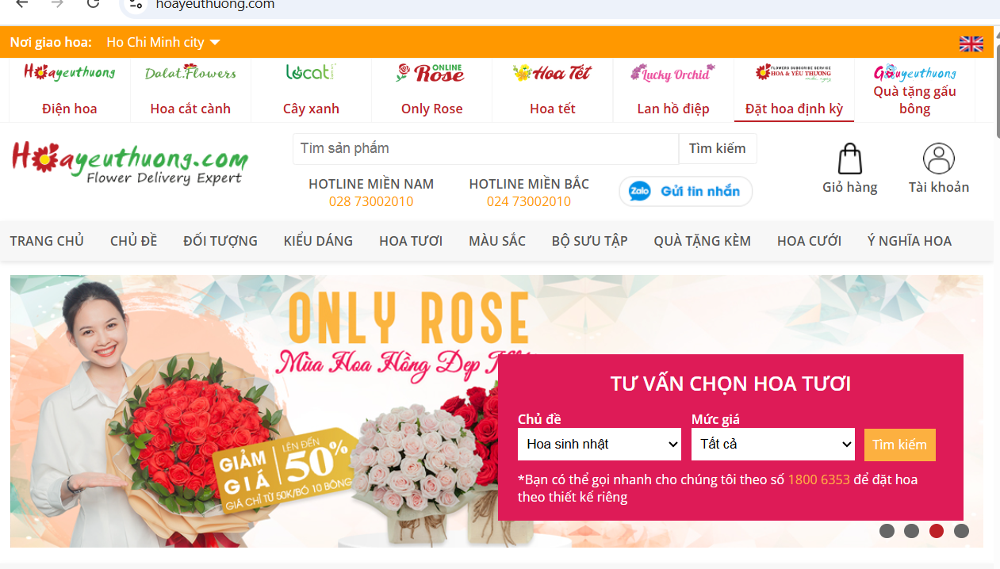 hoayeuthuong.com
Nơi giao hoa: Ho Chi Minh city
Hoayeuthuong
Dalat.Flowers
Locat
ONLINE
Rose
Hoa Tết
Lucky Orchid
FLOWERS SUBSCRIBE SERVICE
HOA & YÊU THƯƠNG
Gấuyeuthuong
Điện hoa
Hoa cắt cành
Cây xanh
Only Rose
Hoa tết
Lan hồ điệp
Đặt hoa định kỳ
Quà tặng gấu
bông
Hoayeuthuong.com
Flower Delivery Expert
Tìm sản phẩm
Tìm kiếm
HOTLINE MIỀN NAM
028 73002010
HOTLINE MIỀN BẮC
024 73002010
Zalo Gửi tin nhắn
Giỏ hàng
Tài khoản
TRANG CHỦ
CHỦ ĐỀ
ĐỐI TƯỢNG
KIỂU DÁNG
HOA TƯƠI
MÀU SẮC
BỘ SƯU TẬP
QUÀ TẶNG KÈM
HOA CƯỚI
Ý NGHĨA HOA
ONLY ROSE
Mùa Hoa Hồng Đẹp
GIẢM
GIÁ
LÊN ĐẾN
50%
GIÁ CHỈ TỪ 50K/BÓ 10 BÔNG
TƯ VẤN CHỌN HOA TƯƠI
Chủ đề
Mức giá
Hoa sinh nhật
Tất cả
Tìm kiếm
*Bạn có thể gọi nhanh cho chúng tôi theo số 1800 6353 để đặt hoa
theo thiết kế riêng